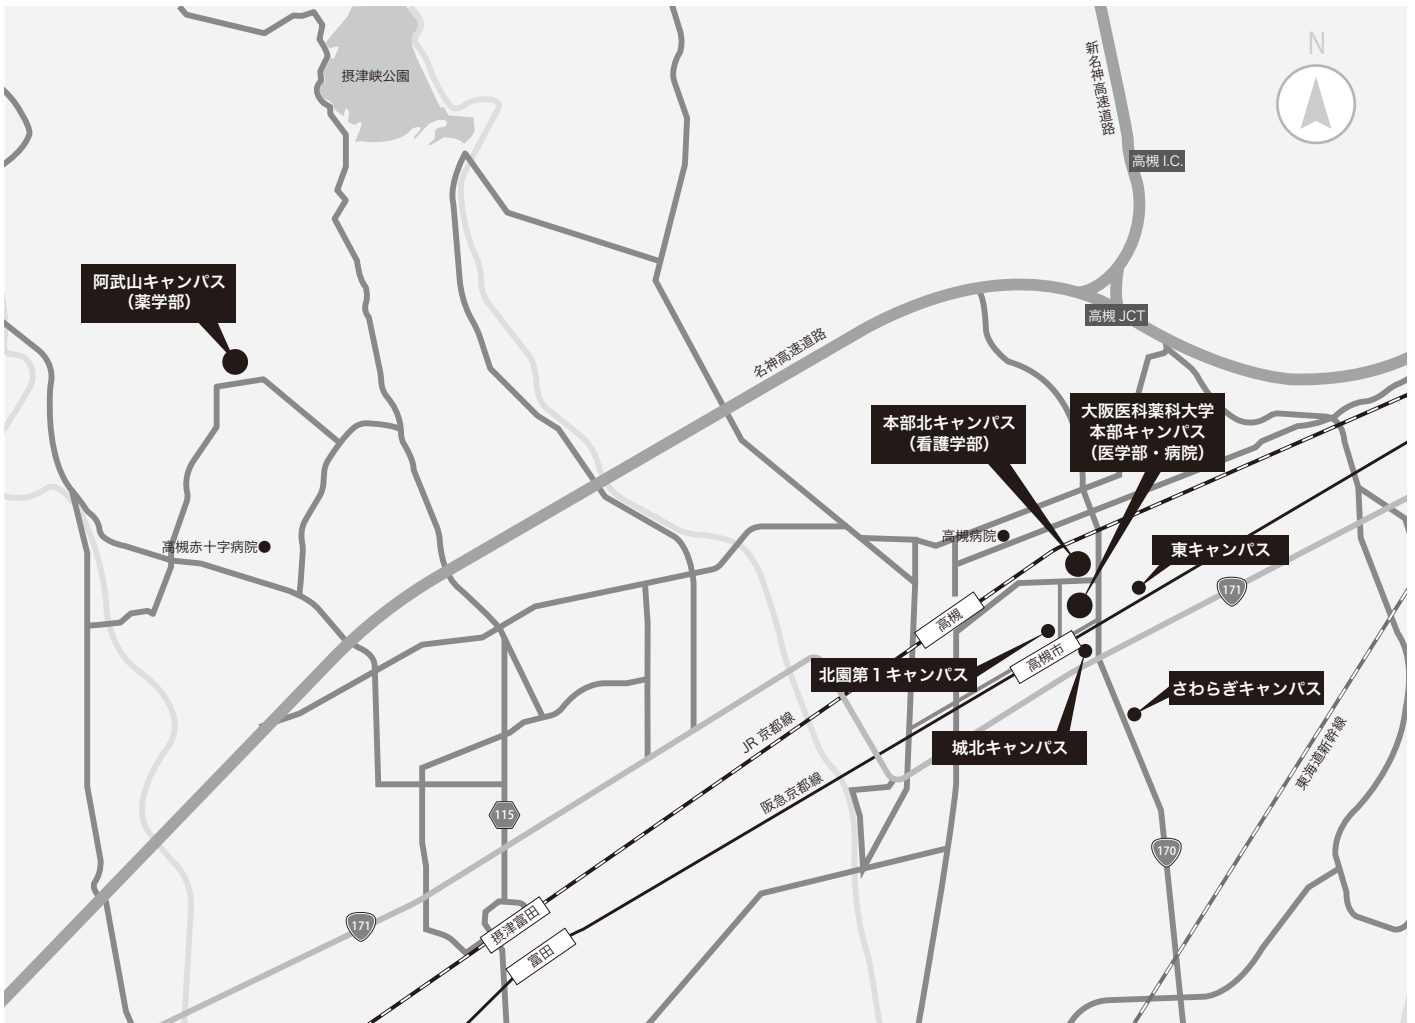 摂津峡公園
N
新名神高速道路
高槻 I.C.
阿武山キャンパス
（薬学部）
高槻 JCT
名神高速道路
大阪医科薬科大学
本部キャンパス
（医学部・病院）
本部北キャンパス
（看護学部）
高槻病院
高槻赤十字病院
東キャンパス
171
高槻
高槻市
北園第1キャンパス
さわらぎキャンパス
JR 京都線
城北キャンパス
東海道新幹線
阪急京都線
115
170
171
摂津富田
富田